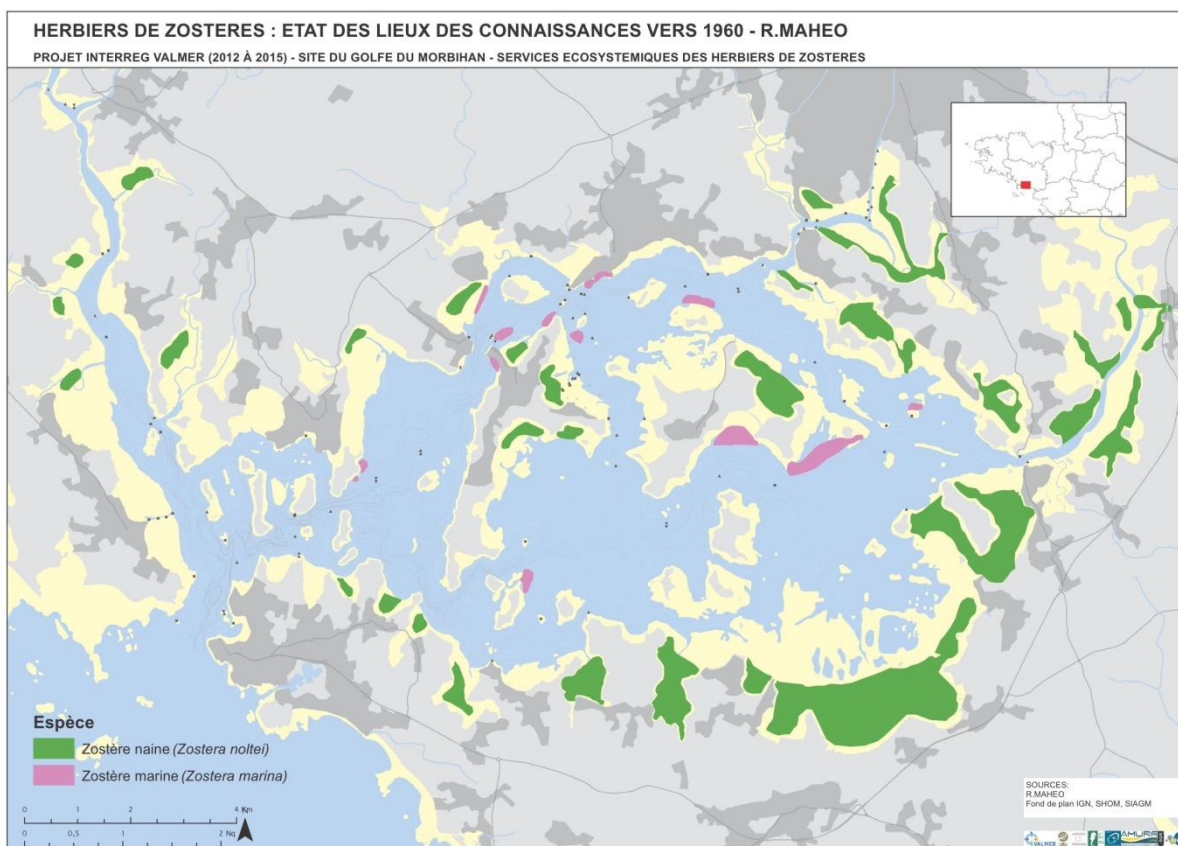 HERBIERS DE ZOSTERES : ETAT DES LIEUX DES CONNAISSANCES VERS 1960 - R.MAHEO
PROJET INTERREG VALMER (2012 À 2015) - SITE DU GOLFE DU MORBIHAN - SERVICES ECOSYSTEMIQUES DES HERBIERS DE ZOSTERES
Espèce
Zostère naine (Zostera noltei)
Zostère marine (Zostera marina)
0 1 2 4 Km
0 0,5 1 2 Nq
SOURCES:
R.MAHEO
Fond de plan IGN, SHOM, SIAGM
VALMER